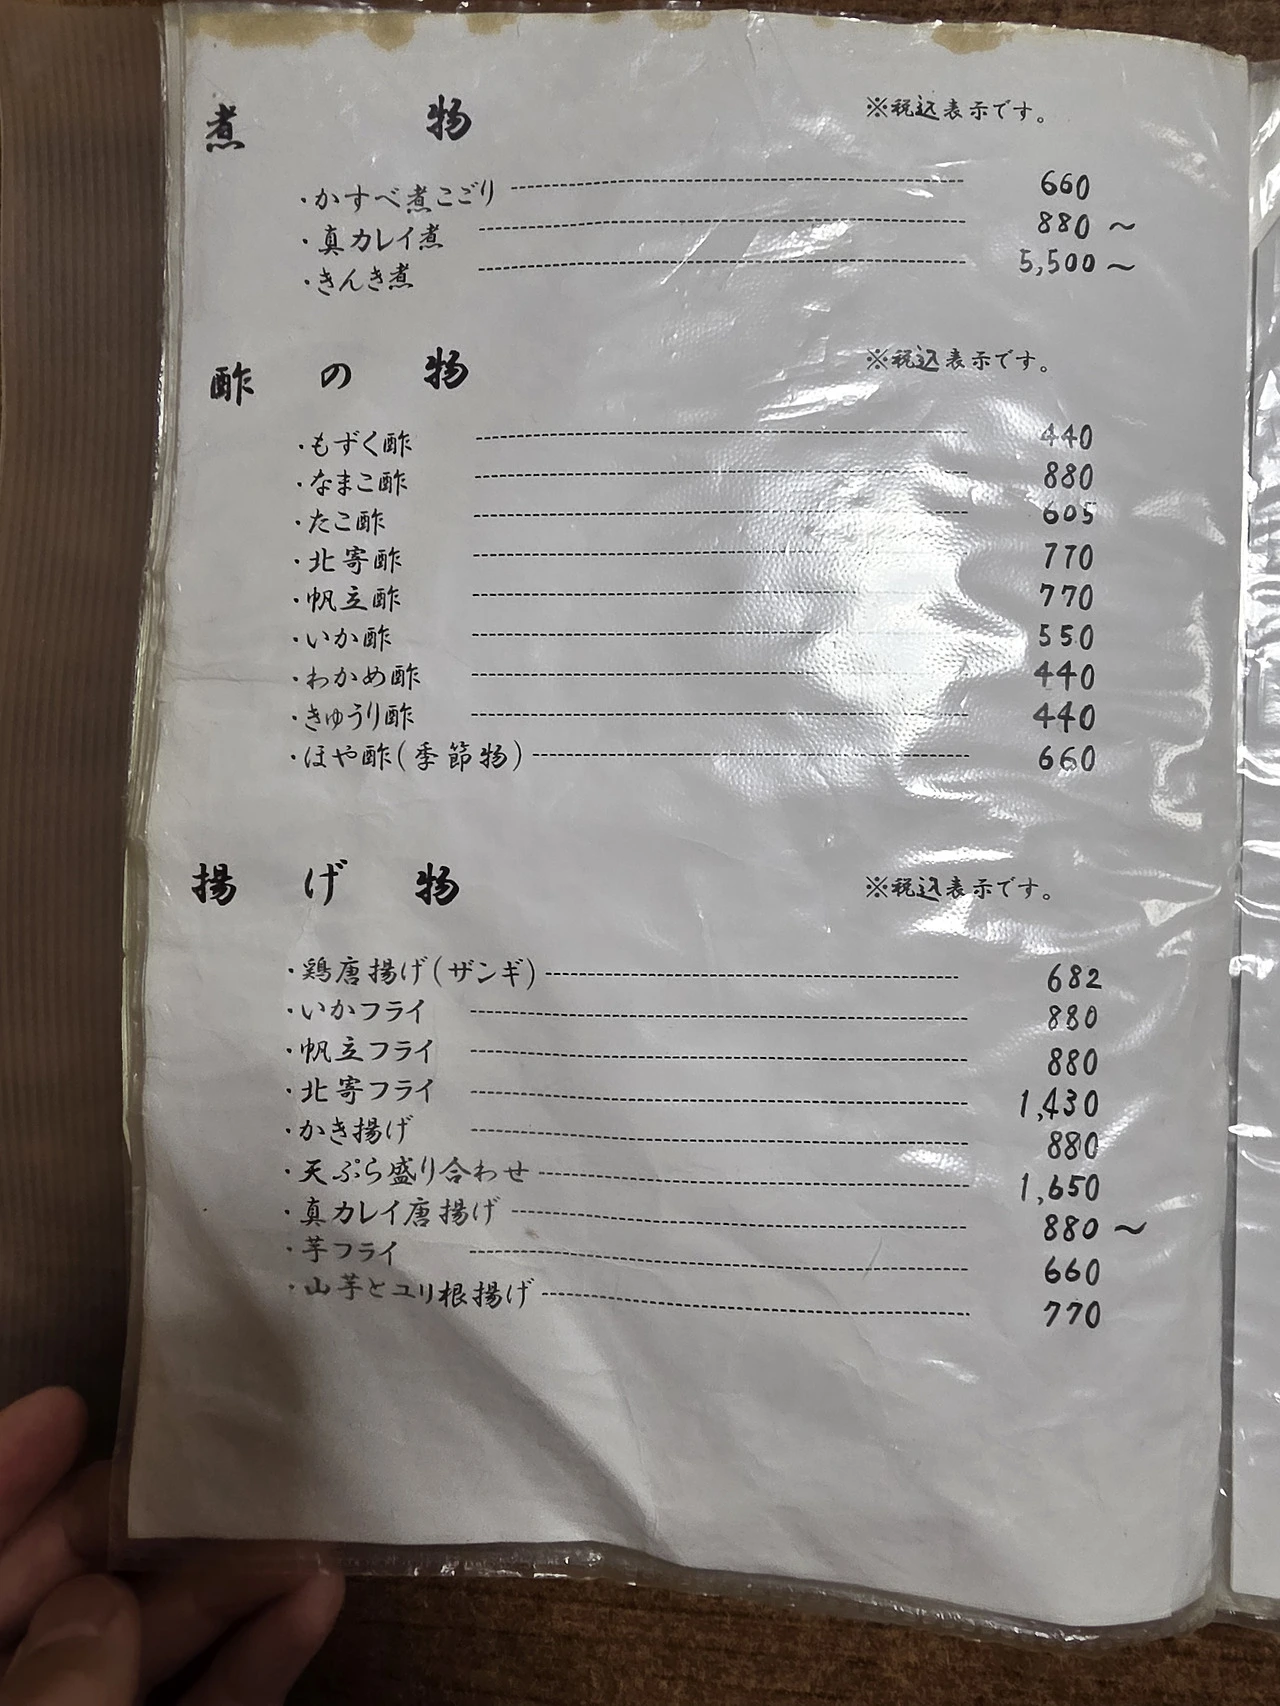 煮物 ※税込表示です。
・かすべ煮こごり 660
・真カレイ煮 880～
・きんき煮 5,500～
酢の物 ※税込表示です。
・もずく酢 440
・なまこ酢 880
・たこ酢 605
・北寄酢 770
・帆立酢 770
・いか酢 550
・わかめ酢 440
・きゅうり酢 440
・ほや酢(季節物) 660
揚げ物 ※税込表示です。
・鶏唐揚げ(ザンギ) 682
・いかフライ 880
・帆立フライ 880
・北寄フライ 1,430
・かき揚げ 880
・天ぷら盛り合わせ 1,650
・真カレイ唐揚げ 880～
・芋フライ 660
・山芋とユリ根揚げ 770